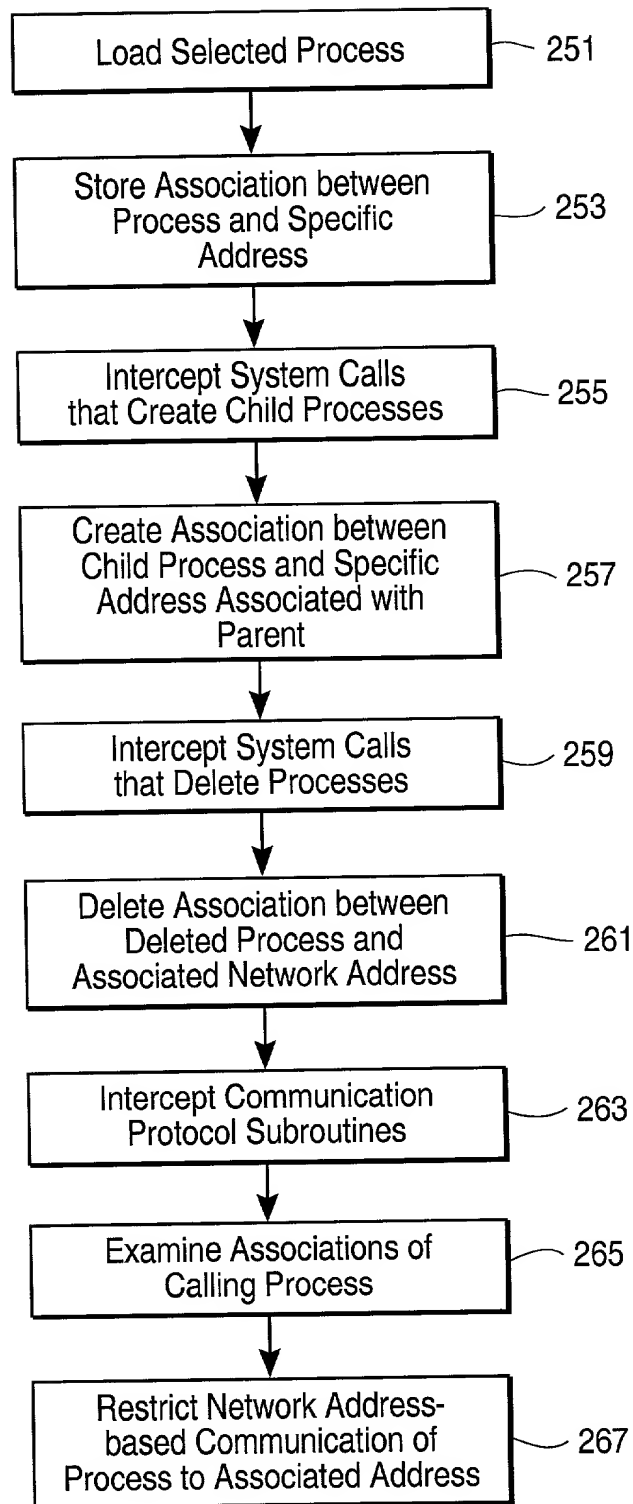 Load Selected Process
251
Store Association between
Process and Specific
Address
253
Intercept System Calls
that Create Child Processes
255
Create Association between
Child Process and Specific
Address Associated with
Parent
257
Intercept System Calls
that Delete Processes
259
Delete Association between
Deleted Process and
Associated Network Address
261
Intercept Communication
Protocol Subroutines
263
Examine Associations of
Calling Process
265
Restrict Network Address-
based Communication of
Process to Associated Address
267